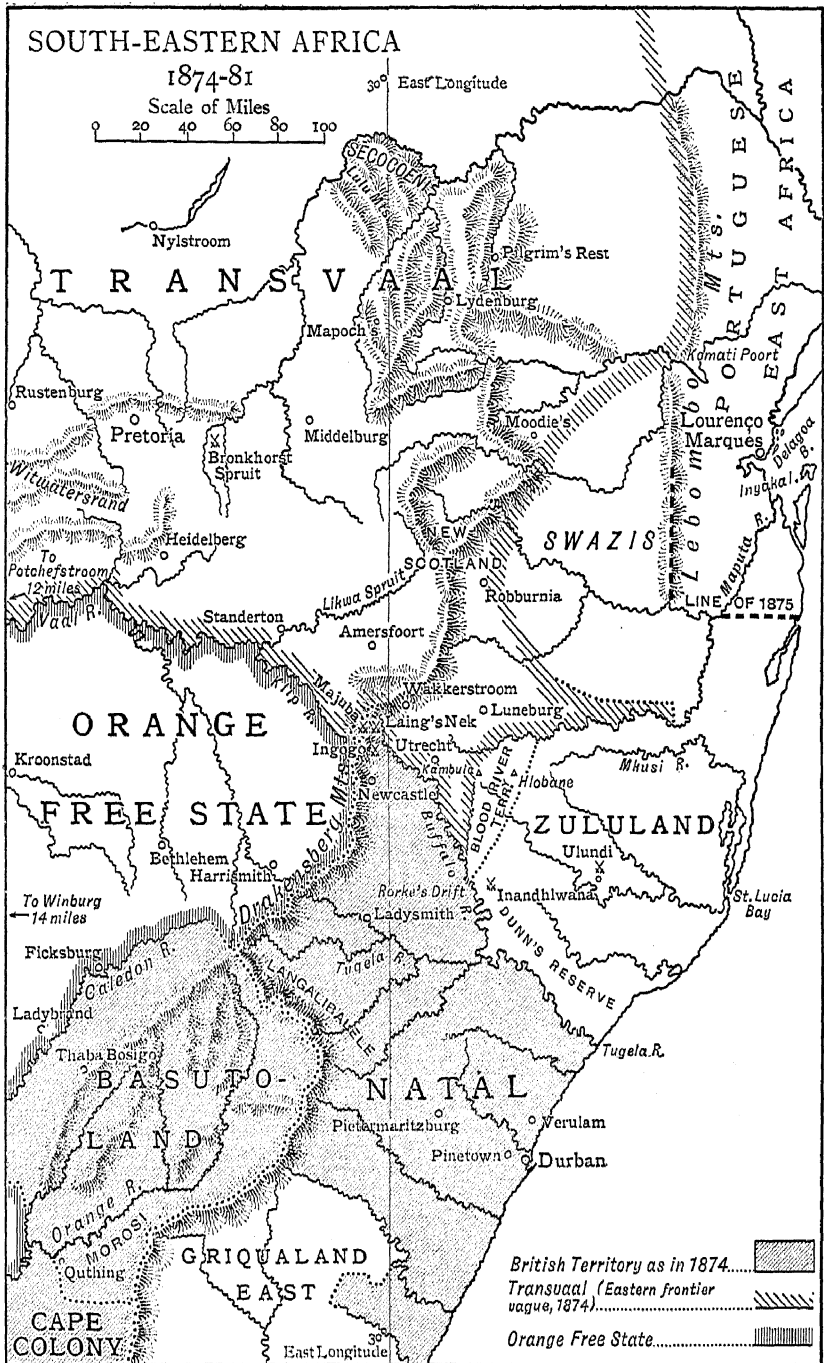 SOUTH-EASTERN AFRICA
1874-81
Scale of Miles
0 20 40 60 80 100
30° East Longitude
PORTUGUESE
EAST AFRICA
SECOCOENI
Lulu Mts.
Nylstroom
Pilgrim's Rest
TRANSVAAL
Lydenburg
Mapoch's
Komati Poort
Rustenburg
Pretoria
Middelburg
Moodie's
Lourenço
Marques
Delagoa
B.
Bronkhorst
Spruit
Lebombo Mts.
Inyaka I.
Witwatersrand
Heidelberg
NEW
SCOTLAND
SWAZIS
Maputa R.
To
Potchefstroom
12 miles
Vaal R.
Likwa Spruit
Robburnia
LINE OF 1875
Standerton
Amersfoort
Klip R.
Majuba
Wakkerstroom
Laing's Nek
Luneburg
ORANGE
FREE STATE
Ingogo
Utrecht
Kambula
Hlobane
Mkusi R.
Kroonstad
Newcastle
BLOOD RIVER
TERRY.
Buffalo R.
ZULULAND
Ulundi
Bethlehem
Harrismith
Drakensberg Mts.
To Winburg
14 miles
Rorke's Drift
Inandhlwana
St. Lucia
Bay
Ladysmith
Ficksburg
Caledon R.
Tugela R.
DUNN'S RESERVE
LANGALIBALELE
Ladybrand
Tugela R.
Thaba Bosigo
BASUTO-
LAND
NATAL
Pietermaritzburg
Verulam
Pinetown
Durban
Orange R.
MOROSI
Quthing
GRIQUALAND
EAST
CAPE
COLONY
East Longitude
30°
British Territory as in 1874
Transvaal (Eastern frontier
vague, 1874)
Orange Free State